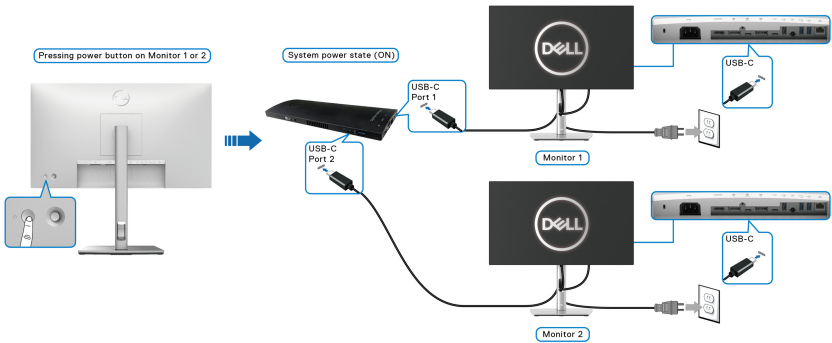 Pressing power button on Monitor 1 or 2
System power state (ON)
USB-C
Port 1
USB-C
Port 2
DELL
USB-C
Monitor 1
DELL
USB-C
Monitor 2